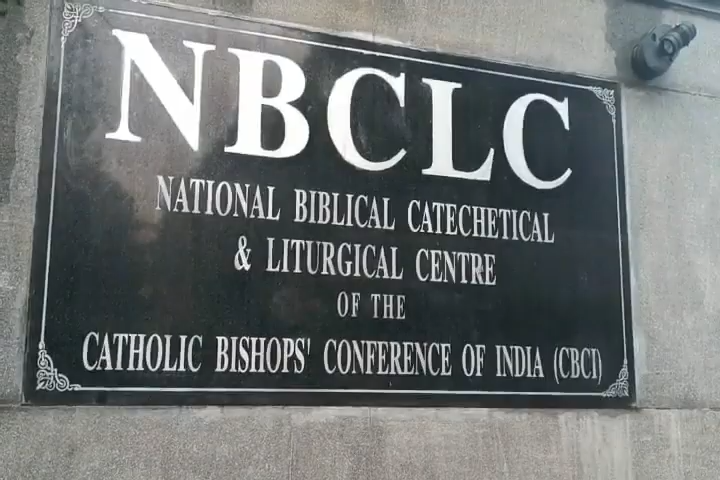 NBCLC
NATIONAL BIBLICAL CATECHETICAL
& LITURGICAL CENTRE
OF THE
CATHOLIC BISHOPS' CONFERENCE OF INDIA (CBCI)